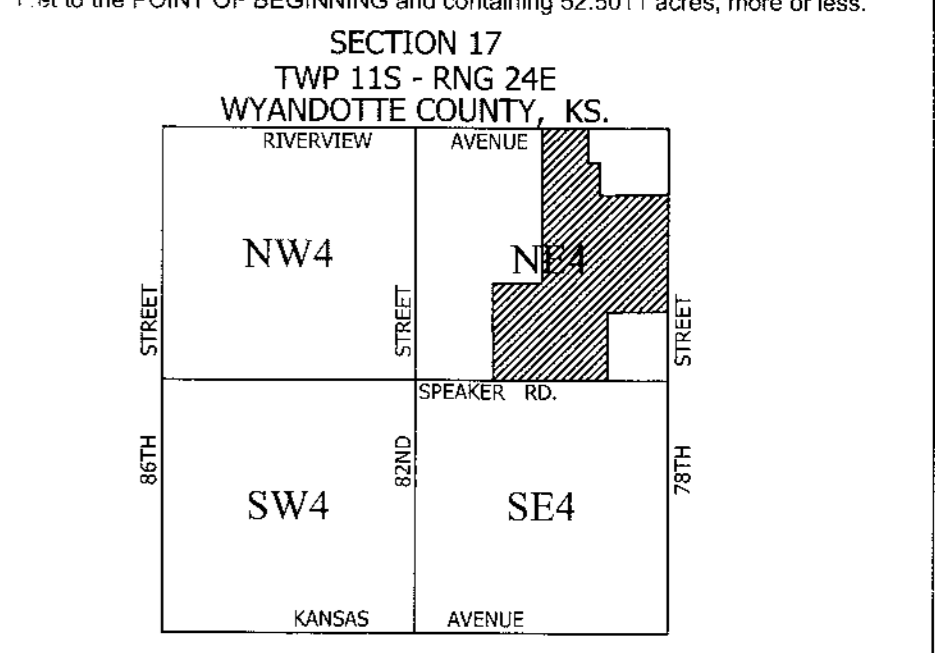 to the POINT OF BEGINNING and containing 52.5011 acres, more or less.
SECTION 17
TWP 11S - RNG 24E
WYANDOTTE COUNTY, KS.
RIVERVIEW AVENUE
NW4
NE4
STREET
STREET
STREET
SPEAKER RD.
86TH
82ND
78TH
SW4
SE4
KANSAS AVENUE